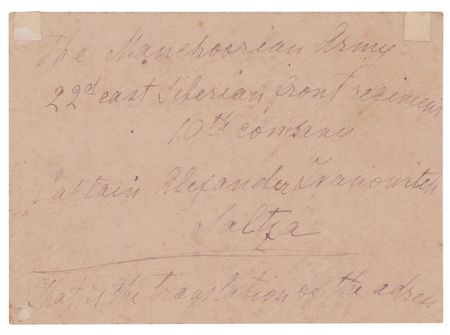 The Manchoorian Army
22d east Siberian front regiment
10th company
Captain Alexander Ivanowitch
Saltza
That is the translation of the adress